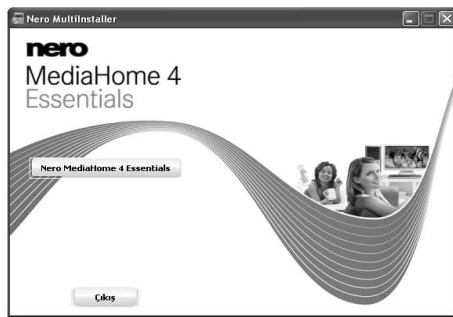 Nero MultiInstaller
nero
MediaHome 4
Essentials
Nero MediaHome 4 Essentials
Çıkış